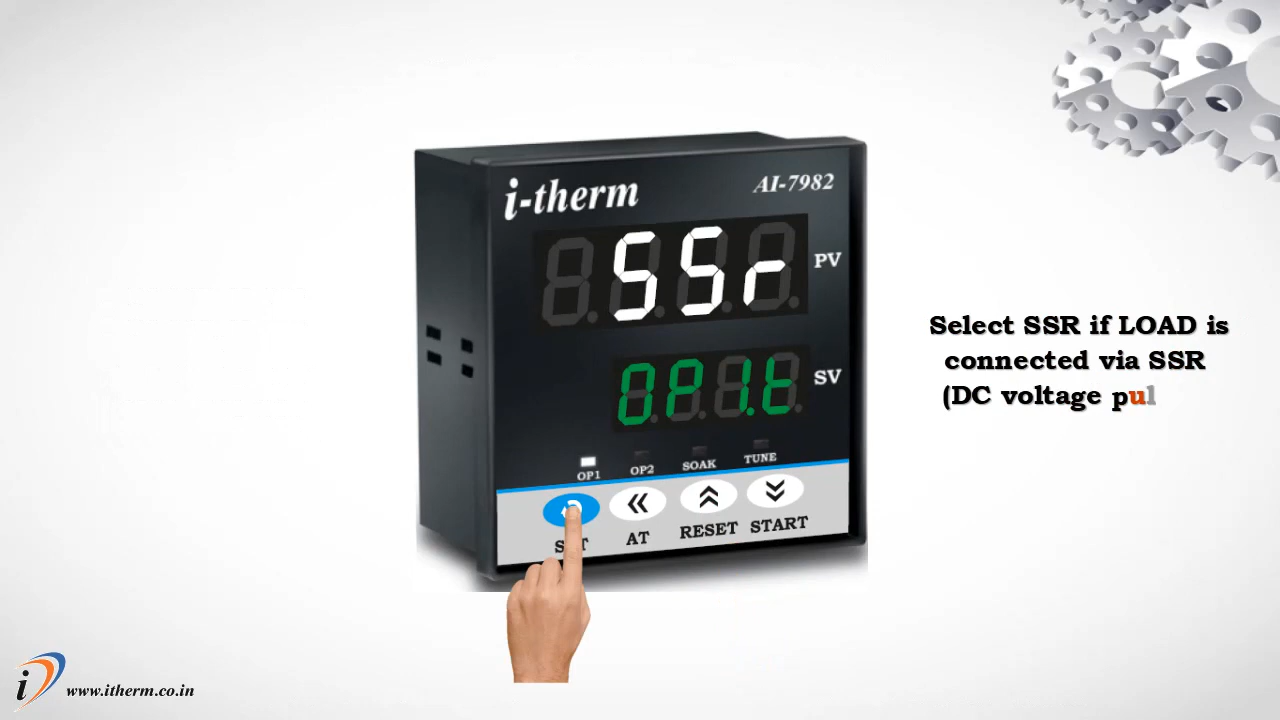 i-therm
AI-7982
SSr
PV
OP1.t
SV
OP1
OP2
SOAK
TUNE
AT
RESET
START
Select SSR if LOAD is
connected via SSR
(DC voltage pul
i
www.itherm.co.in